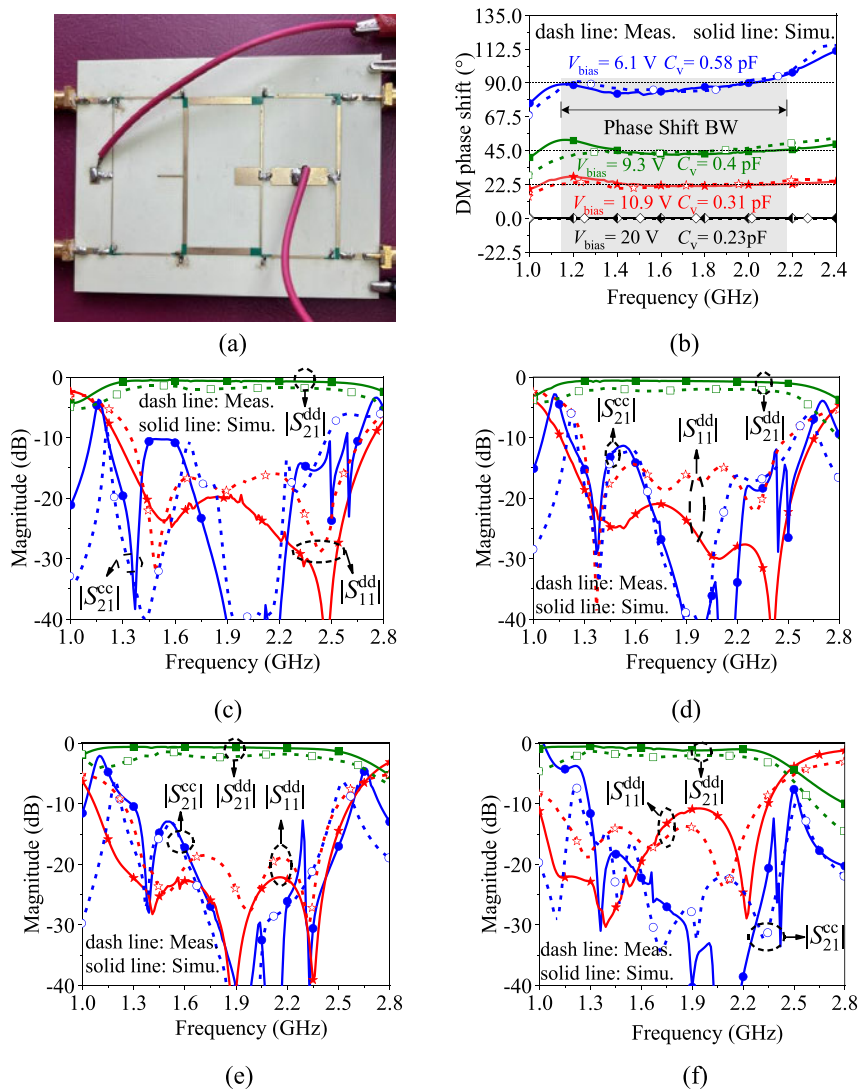 (a)
135.0
112.5
90.0
67.5
45.0
22.5
0.0
-22.5
DM phase shift (°)
dash line: Meas. solid line: Simu.
Vbias= 6.1 V Cv= 0.58 pF
Phase Shift BW
Vbias= 9.3 V Cv= 0.4 pF
Vbias= 10.9 V Cv= 0.31 pF
Vbias= 20 V Cv= 0.23pF
1.0 1.2 1.4 1.6 1.8 2.0 2.2 2.4
Frequency (GHz)
(b)
0
-10
-20
-30
-40
Magnitude (dB)
dash line: Meas.
solid line: Simu.
|S21dd|
|S21cc|
|S11dd|
1.0 1.3 1.6 1.9 2.2 2.5 2.8
Frequency (GHz)
(c)
0
-10
-20
-30
-40
Magnitude (dB)
|S21cc|
|S11dd|
|S21dd|
dash line: Meas.
solid line: Simu.
1.0 1.3 1.6 1.9 2.2 2.5 2.8
Frequency (GHz)
(d)
0
-10
-20
-30
-40
Magnitude (dB)
|S21cc| |S21dd| |S11dd|
dash line: Meas.
solid line: Simu.
1.0 1.3 1.6 1.9 2.2 2.5 2.8
Frequency (GHz)
(e)
0
-10
-20
-30
-40
Magnitude (dB)
|S11dd| |S21dd|
|S21cc|
dash line: Meas.
solid line: Simu.
1.0 1.3 1.6 1.9 2.2 2.5 2.8
Frequency (GHz)
(f)